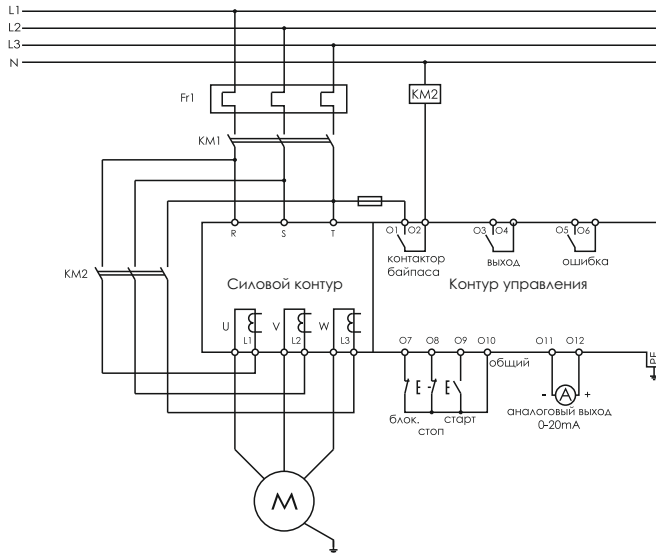 L1
L2
L3
N
Fr1
KM2
KM1
R
S
T
O1
O2
O3
O4
O5
O6
контактор
байпаса
выход
ошибка
KM2
Силовой контур
Контур управления
U
L1
V
L2
W
L3
O7
O8
O9
O10
общий
O11
O12
PE
E
E
- A +
блок.
старт
стоп
аналоговый выход
0-20mA
M